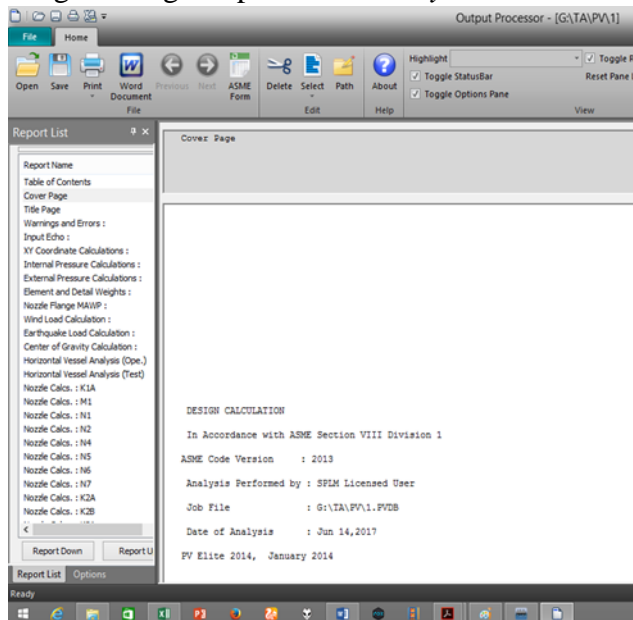 Output Processor - [G:\TA\PV\1]
File Home
Open Save Print Word Document Previous Next ASME Form Delete Select Path About
Highlight
Toggle StatusBar
Toggle Options Pane
Toggle
Reset Pane
File Edit Help View
Report List
Report Name
Table of Contents
Cover Page
Title Page
Warnings and Errors :
Input Echo :
XY Coordinate Calculations :
Internal Pressure Calculations :
External Pressure Calculations :
Element and Detail Weights :
Nozzle Flange MAWP :
Wind Load Calculation :
Earthquake Load Calculation :
Center of Gravity Calculation :
Horizontal Vessel Analysis (Ope.)
Horizontal Vessel Analysis (Test)
Nozzle Calcs. : K1A
Nozzle Calcs. : M1
Nozzle Calcs. : N1
Nozzle Calcs. : N2
Nozzle Calcs. : N4
Nozzle Calcs. : N5
Nozzle Calcs. : N6
Nozzle Calcs. : N7
Nozzle Calcs. : K2A
Nozzle Calcs. : K2B
Report Down Report U
Report List Options
Ready
Cover Page
DESIGN CALCULATION
In Accordance with ASME Section VIII Division 1
ASME Code Version : 2013
Analysis Performed by : SPLM Licensed User
Job File : G:\TA\PV\1.PVDB
Date of Analysis : Jun 14,2017
PV Elite 2014, January 2014